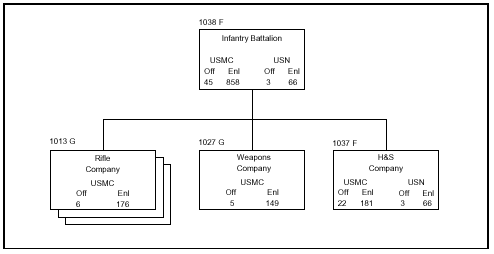 1038 F
Infantry Battalion
USMC USN
Off Enl Off Enl
45 858 3 66
1013 G
Rifle
Company
USMC
Off Enl
6 176
1027 G
Weapons
Company
USMC
Off Enl
5 149
1037 F
H&S
Company
USMC USN
Off Enl Off Enl
22 181 3 66